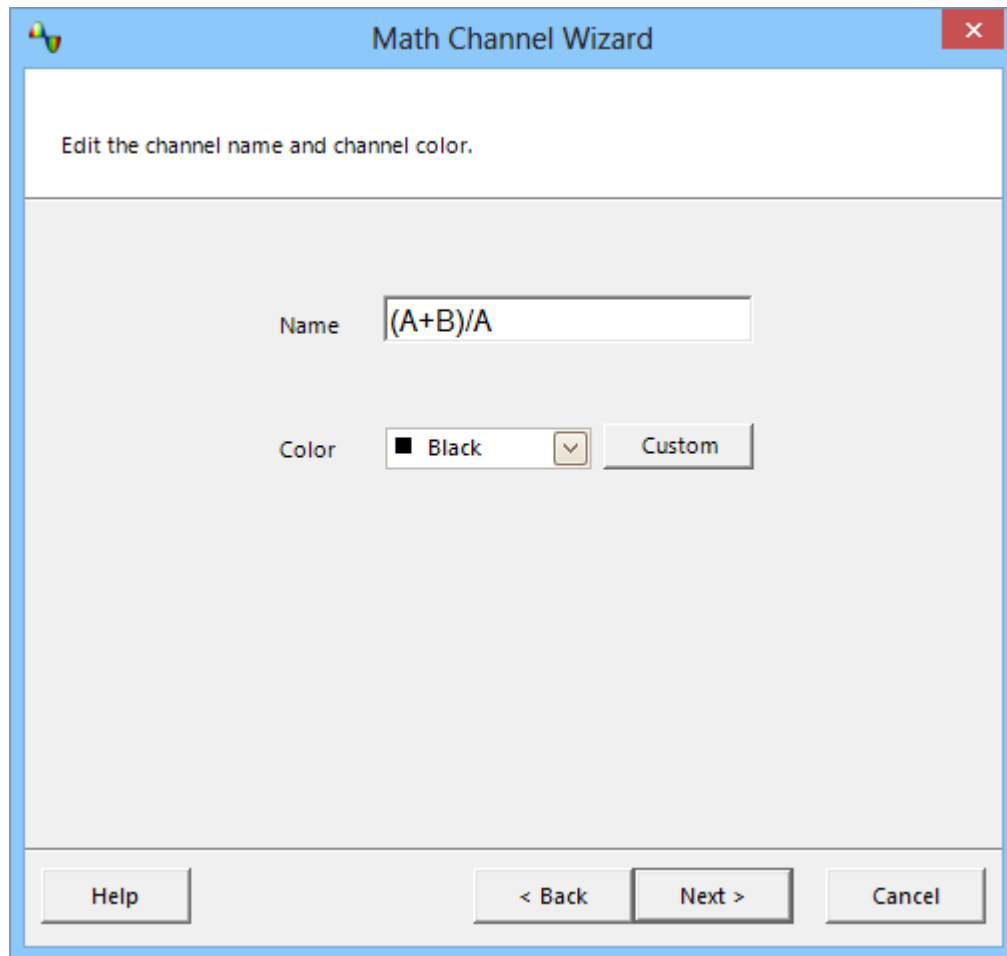 Math Channel Wizard
Edit the channel name and channel color.
Name (A+B)/A
Color Black Custom
Help < Back Next > Cancel